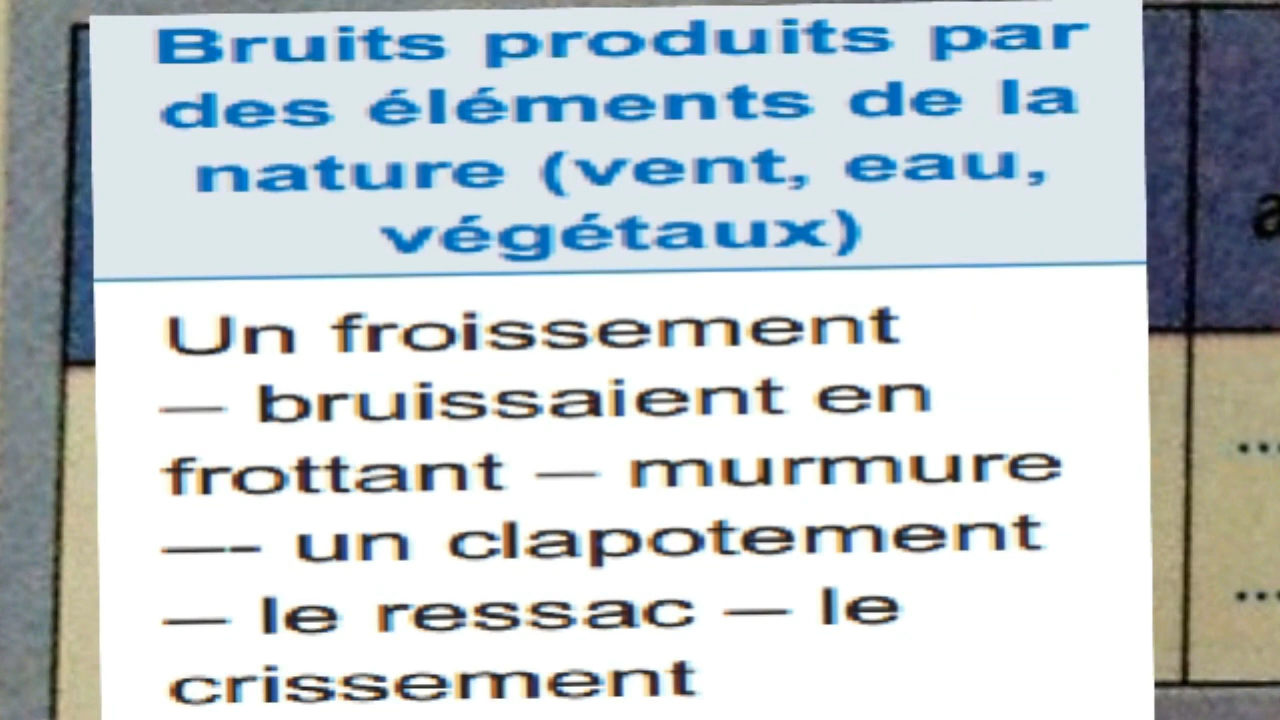 Bruits produits par
des éléments de la
nature (vent, eau,
végétaux)
Un froissement
– bruissaient en
frottant – murmure
–- un clapotement
– le ressac – le
crissement